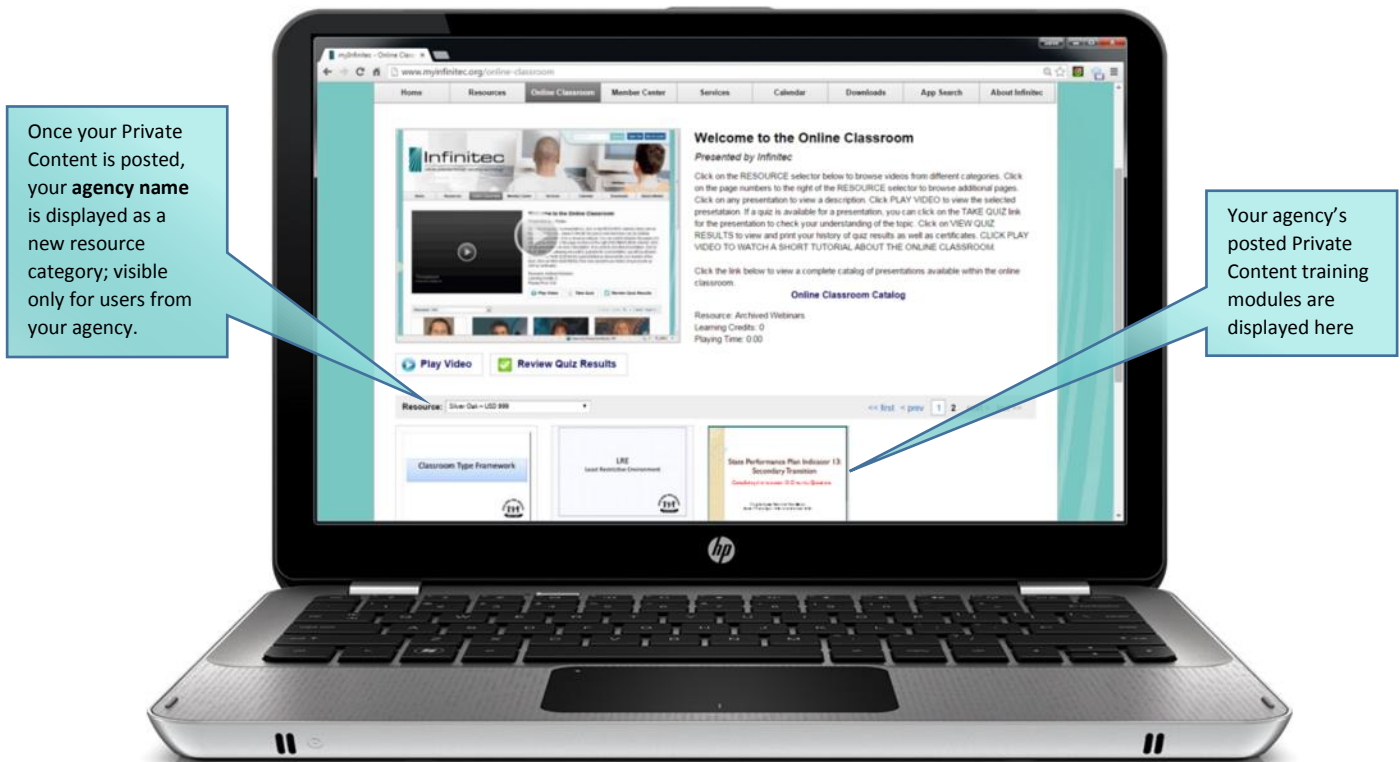 myInfinitec - Online Class
www.myinfinitec.org/online-classroom
Home Resources Online Classroom Member Center Services Calendar Downloads App Search About Infinitec
Once your Private
Content is posted,
your agency name
is displayed as a
new resource
category; visible
only for users from
your agency.
Infinitec
Welcome to the Online Classroom
Presented by Infinitec
Click on the RESOURCE selector below to browse videos from different categories. Click
on the page numbers to the right of the RESOURCE selector to browse additional pages.
Click on any presentation to view a description. Click PLAY VIDEO to view the selected
presetataion. If a quiz is available for a presentation, you can click on the TAKE QUIZ link
for the presentation to check your understanding of the topic. Click on VIEW QUIZ
RESULTS to view and print your history of quiz results as well as certificates. CLICK PLAY
VIDEO TO WATCH A SHORT TUTORIAL ABOUT THE ONLINE CLASSROOM.
Click the link below to view a complete catalog of presentations available within the online
classroom.
Online Classroom Catalog
Resource: Archived Webinars
Learning Credits: 0
Playing Time: 0:00
Your agency's
posted Private
Content training
modules are
displayed here
Play Video Review Quiz Results
Resource: Silver Oak – USD 999 << first < prev 1 2
Classroom Type Framework
LRE
Least Restrictive Environment
State Performance Plan Indicator 13:
Secondary Transition
hp